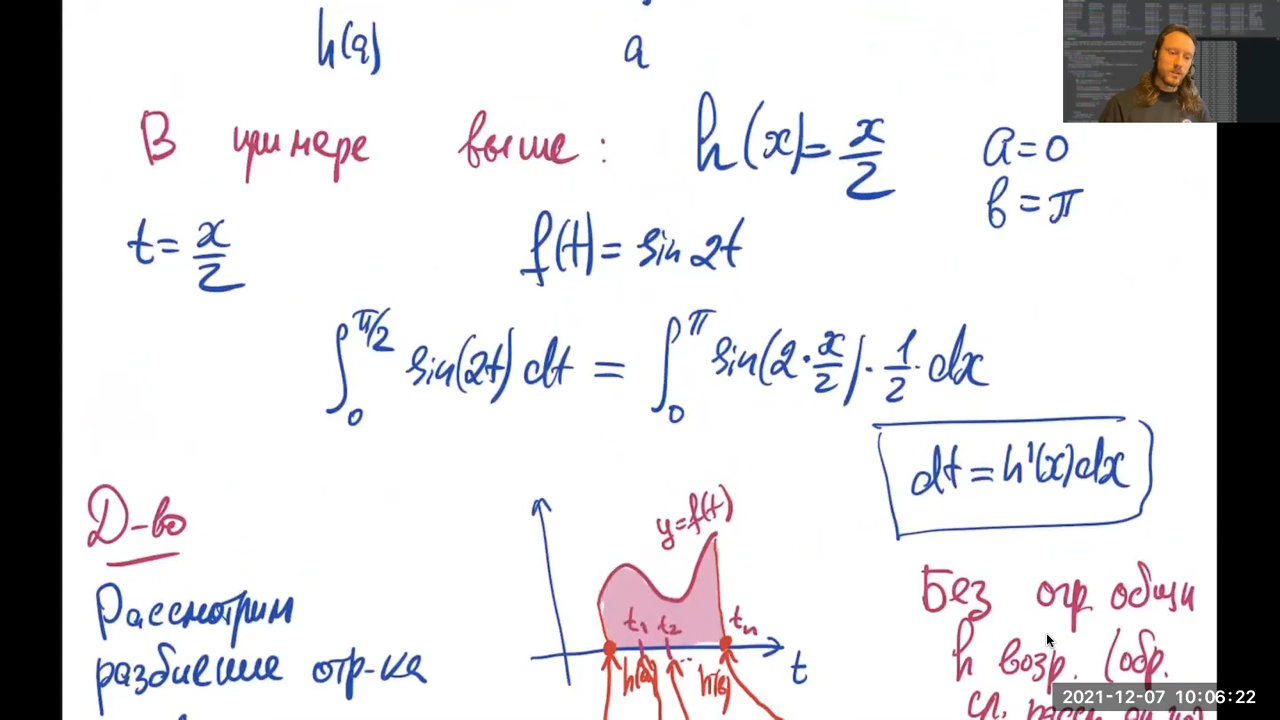 h(a) a
В примере выше: h(x)=x/2 a=0
b=π
t=x/2 f(t)=sin 2t
∫₀^{π/2} sin(2t) dt = ∫₀^π sin(2·x/2)·1/2·dx
dt=h'(x)dx
Д-во
y=f(t)
Рассмотрим
разбиение отр-ка
t₁ t₂ tₙ
h(a) ... t
Без огр общн
h возр. (обр.
сл.
2021-12-07 10:06:22